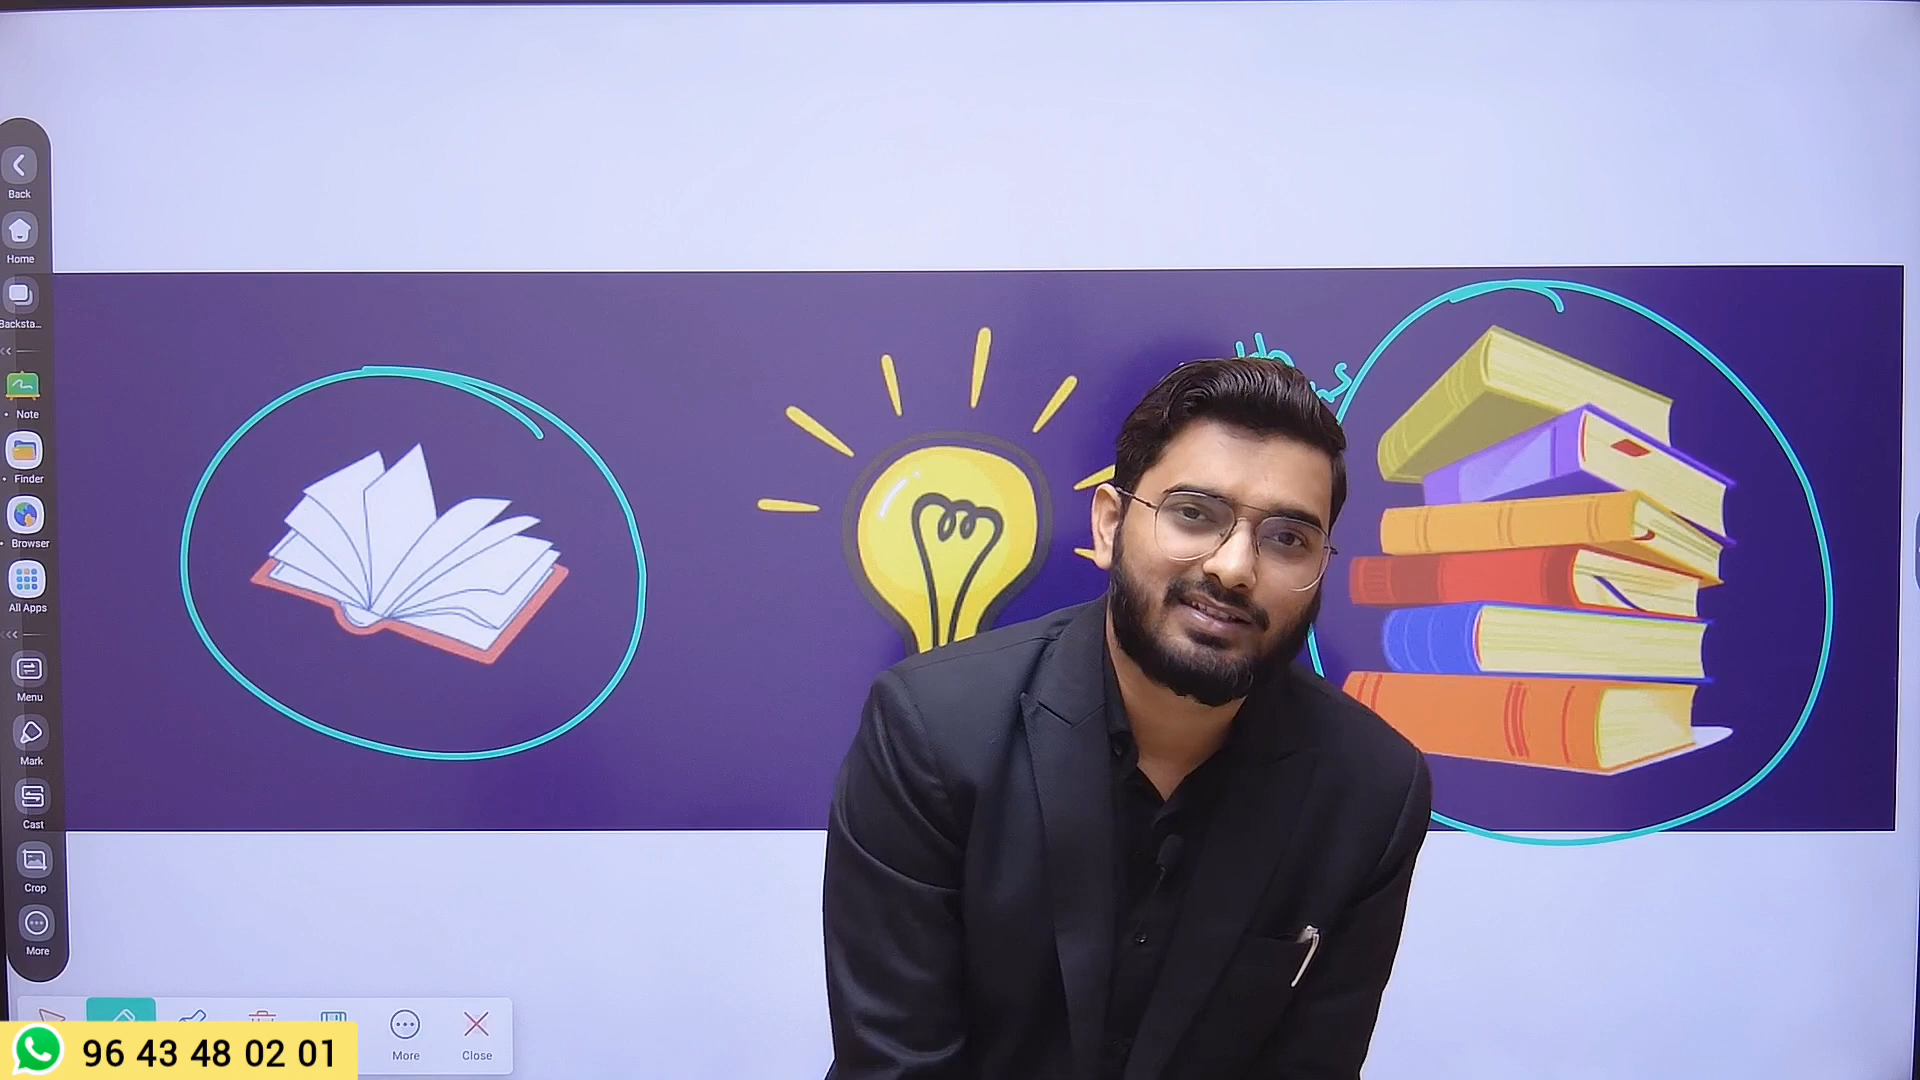 Back
Home
Backsta...
Note
Finder
Browser
All Apps
Menu
Mark
Cast
Crop
More
More
Close
96 43 48 02 01